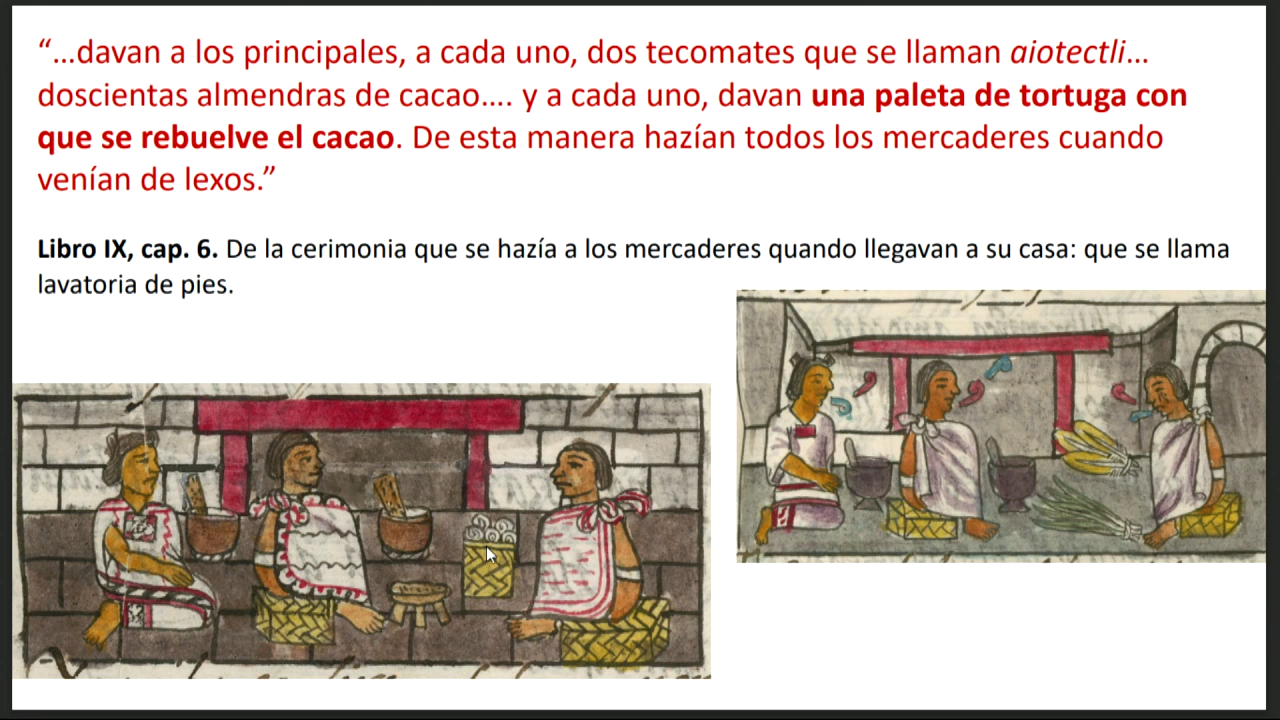 “…davan a los principales, a cada uno, dos tecomates que se llaman aiotectli…
doscientas almendras de cacao…. y a cada uno, davan una paleta de tortuga con
que se rebuelve el cacao. De esta manera hazían todos los mercaderes cuando
venían de lexos.”
Libro IX, cap. 6. De la cerimonia que se hazía a los mercaderes quando llegavan a su casa: que se llama
lavatoria de pies.